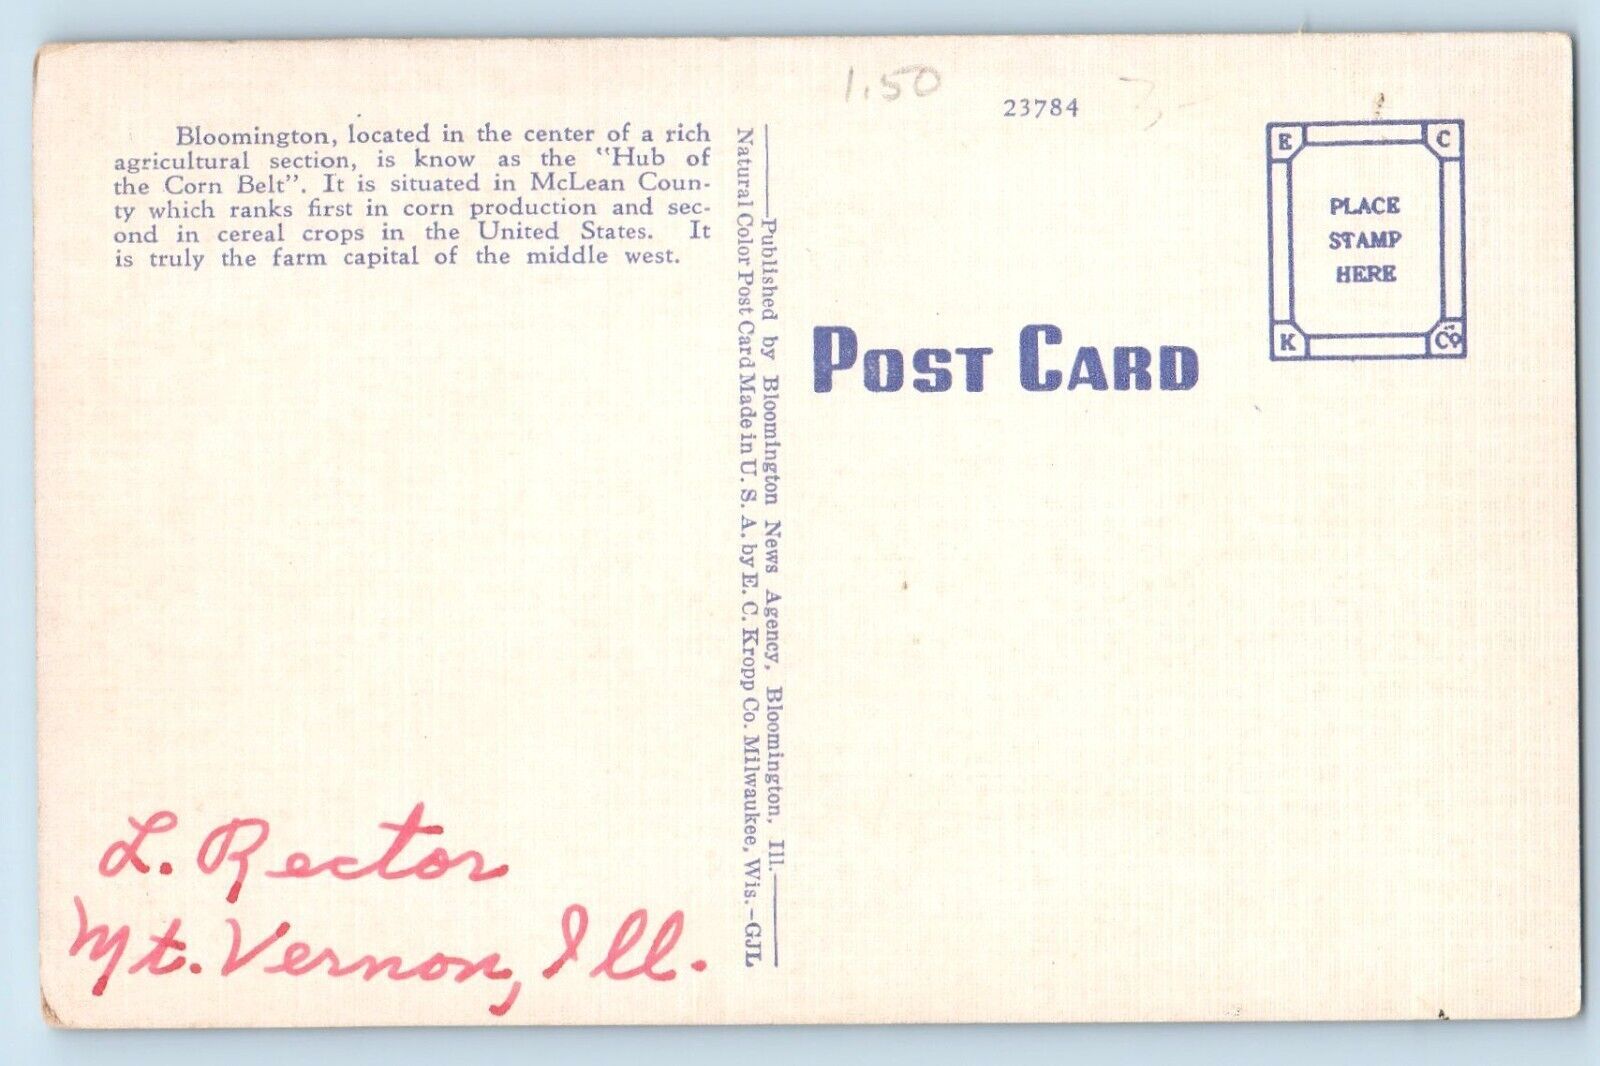 Bloomington, located in the center of a rich
agricultural section, is know as the "Hub of
the Corn Belt". It is situated in McLean Coun-
ty which ranks first in corn production and sec-
ond in cereal crops in the United States. It
is truly the farm capital of the middle west.
L. Rector
Mt. Vernon, Ill.
Published by Bloomington News Agency, Bloomington, Ill.
Natural Color Post Card Made in U. S. A. by E. C. Kropp Co. Milwaukee, Wis.-GJL
1.50
23784
POST CARD
E C
PLACE
STAMP
HERE
K Co